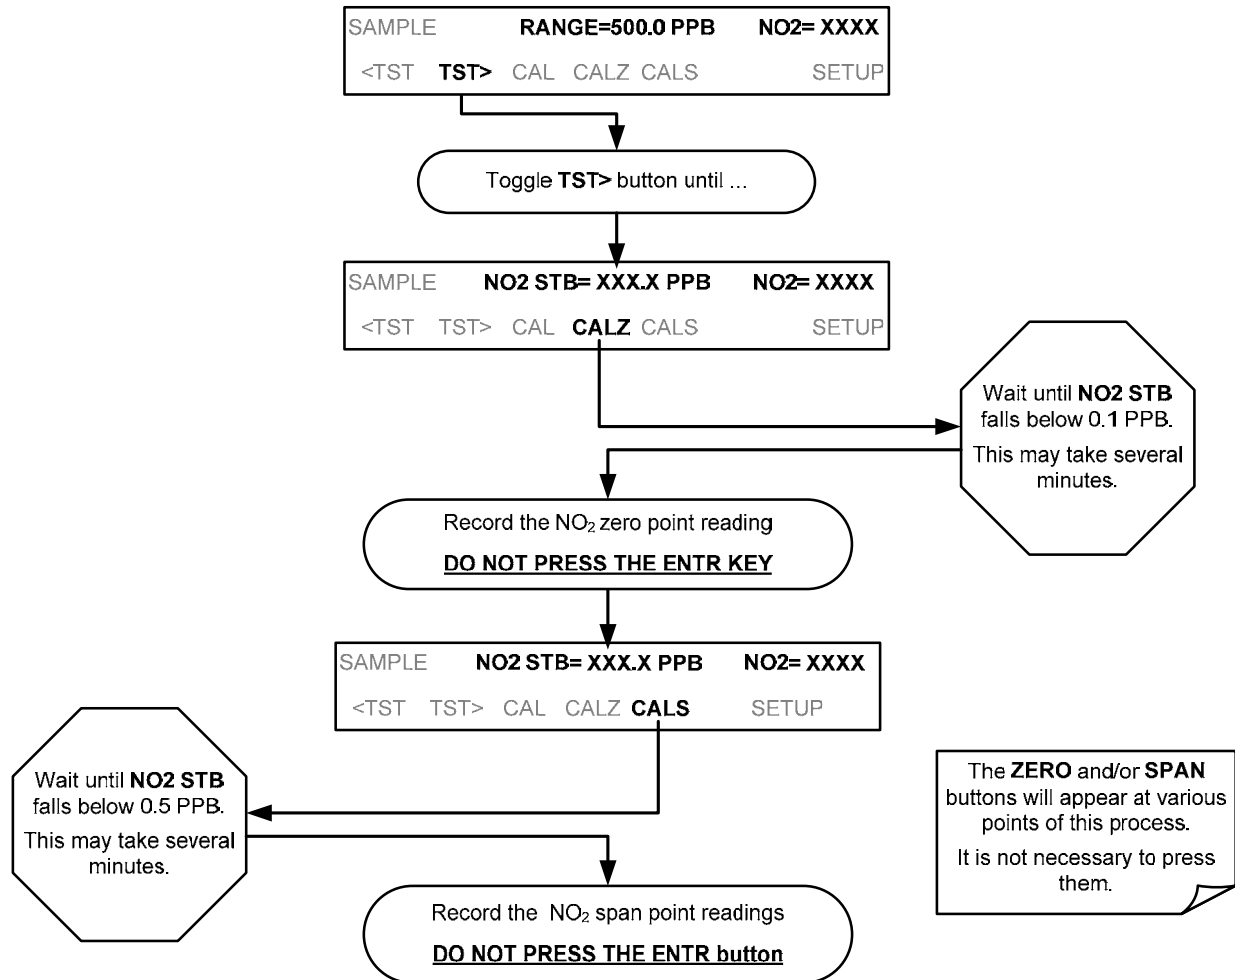 SAMPLE RANGE=500.0 PPB NO2= XXXX
<TST TST> CAL CALZ CALS SETUP
Toggle TST> button until ...
SAMPLE NO2 STB= XXX.X PPB NO2= XXXX
<TST TST> CAL CALZ CALS SETUP
Wait until NO2 STB
falls below 0.1 PPB.
This may take several
minutes.
Record the NO₂ zero point reading
DO NOT PRESS THE ENTR KEY
SAMPLE NO2 STB= XXX.X PPB NO2= XXXX
<TST TST> CAL CALZ CALS SETUP
Wait until NO2 STB
falls below 0.5 PPB.
This may take several
minutes.
The ZERO and/or SPAN
buttons will appear at various
points of this process.
It is not necessary to press
them.
Record the NO₂ span point readings
DO NOT PRESS THE ENTR button